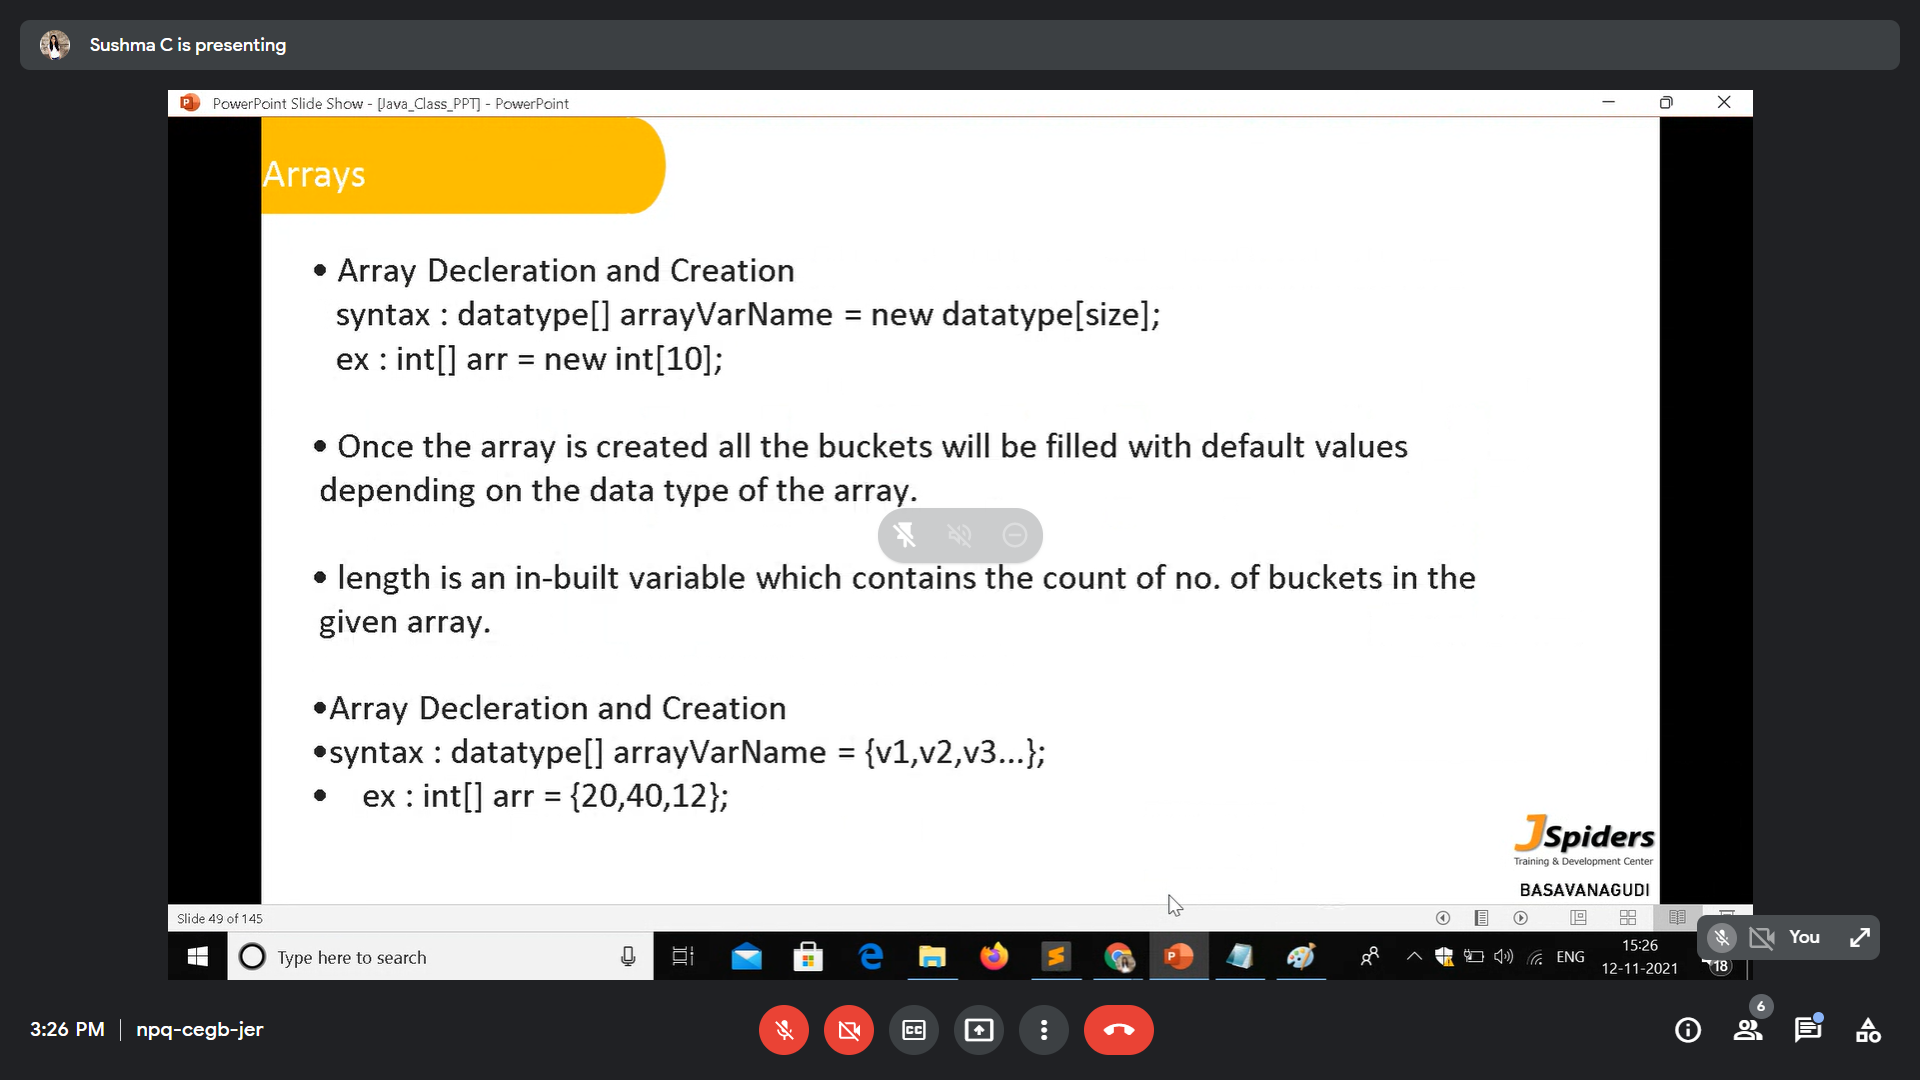 Sushma C is presenting
PowerPoint Slide Show - [Java_Class_PPT] - PowerPoint
Arrays
• Array Decleration and Creation
syntax : datatype[] arrayVarName = new datatype[size];
ex : int[] arr = new int[10];
• Once the array is created all the buckets will be filled with default values
depending on the data type of the array.
• length is an in-built variable which contains the count of no. of buckets in the
given array.
•Array Decleration and Creation
•syntax : datatype[] arrayVarName = {v1,v2,v3...};
• ex : int[] arr = {20,40,12};
JSpiders
Training & Development Center
BASAVANAGUDI
Slide 49 of 145
You
Type here to search
ENG
15:26
12-11-2021
18
3:26 PM | npq-cegb-jer
CC
6